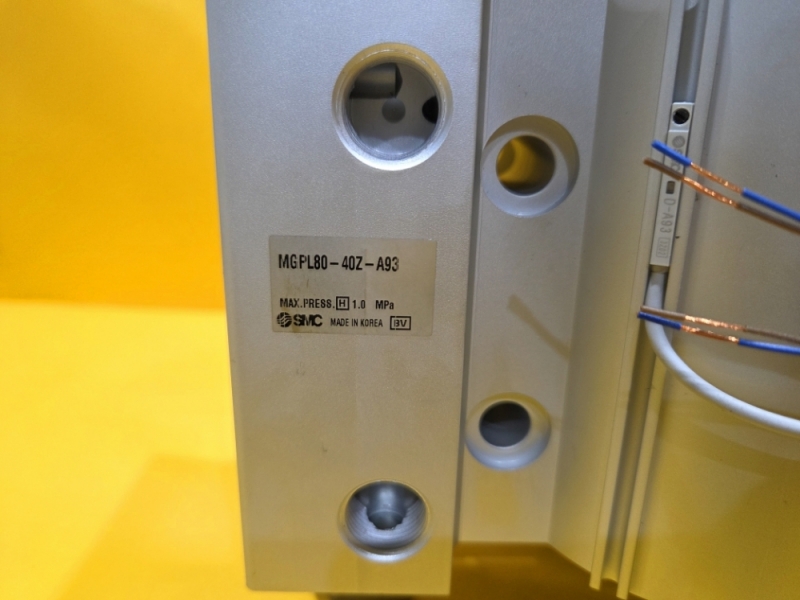 MGPL80-40Z-A93
MAX.PRESS. H 1.0 MPa
SMC MADE IN KOREA BV
D-A93